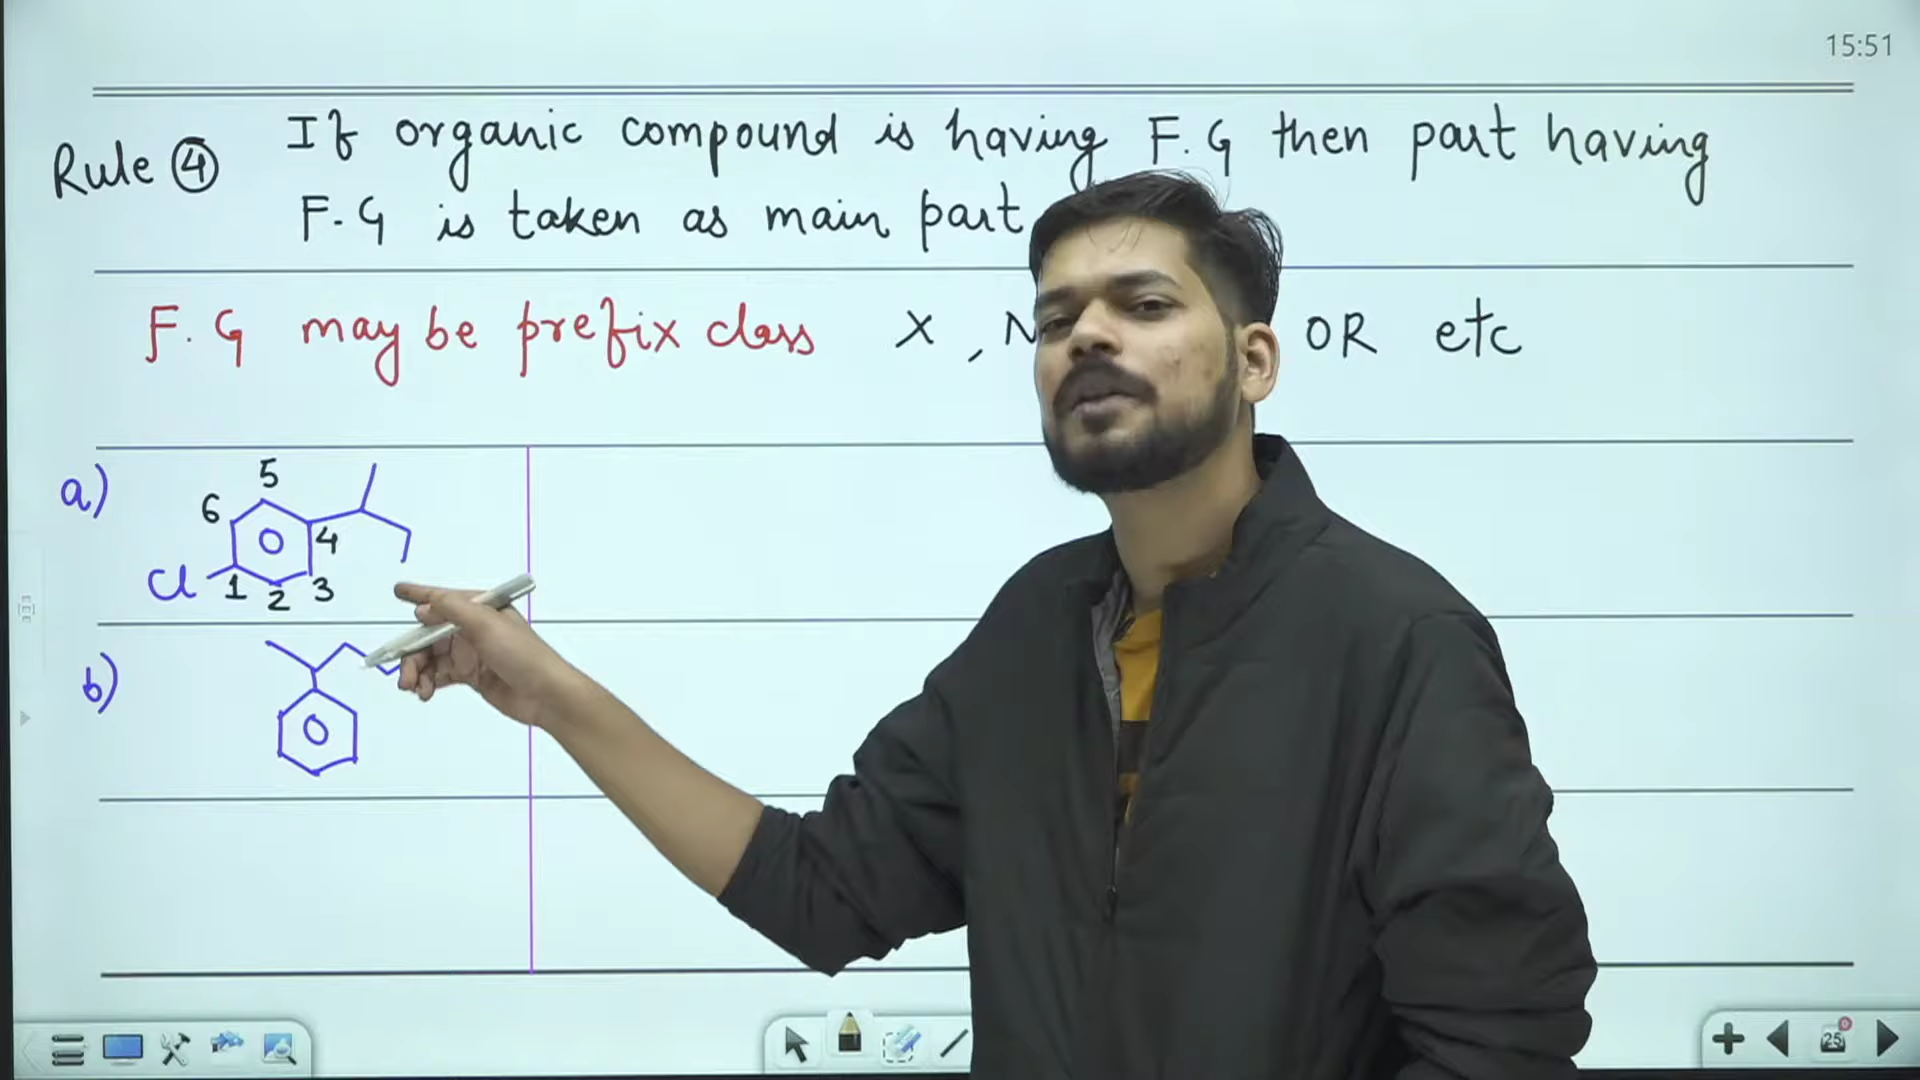 15:51
Rule ④ If organic compound is having F.G then part having
F.G is taken as main part
F.G may be prefix class X, OR etc
a)
5
6
4
Cl 1 2 3
b)
25